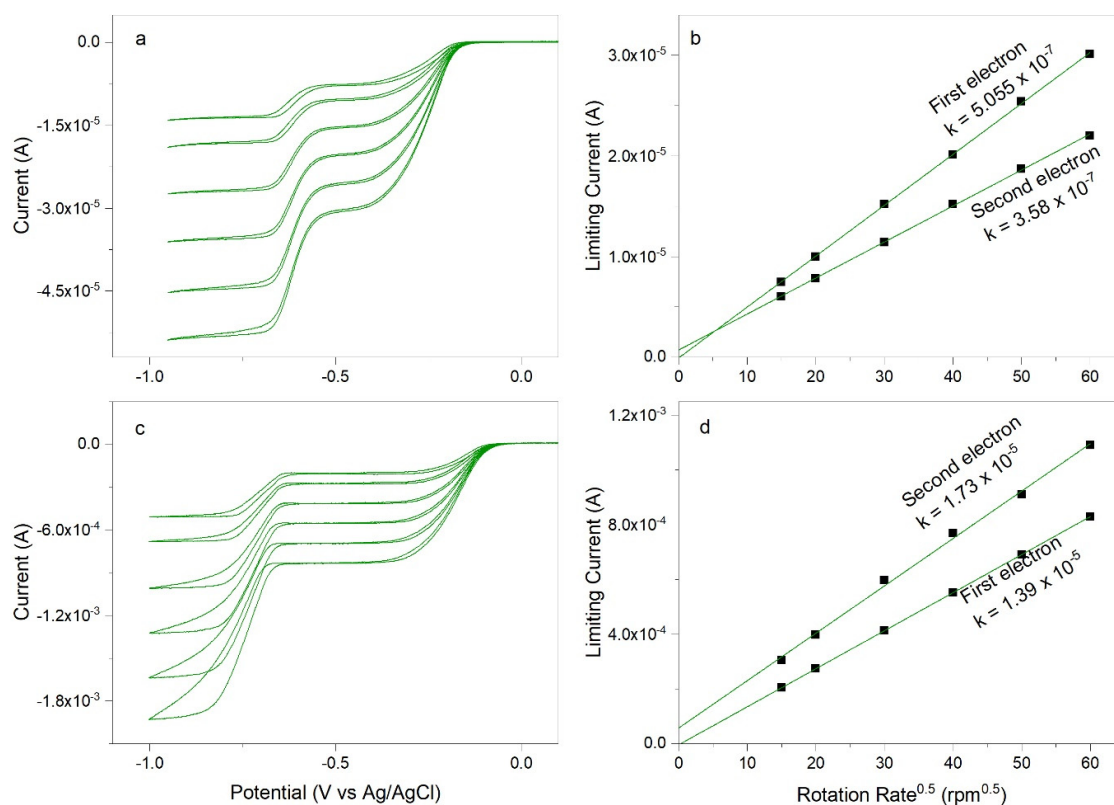 a
0.0
-1.5x10⁻⁵
-3.0x10⁻⁵
-4.5x10⁻⁵
Current (A)
-1.0
-0.5
0.0
b
3.0x10⁻⁵
2.0x10⁻⁵
1.0x10⁻⁵
0.0
Limiting Current (A)
First electron
k = 5.055 x 10⁻⁷
Second electron
k = 3.58 x 10⁻⁷
0 10 20 30 40 50 60
c
0.0
-6.0x10⁻⁴
-1.2x10⁻³
-1.8x10⁻³
Current (A)
-1.0
-0.5
0.0
Potential (V vs Ag/AgCl)
d
1.2x10⁻³
8.0x10⁻⁴
4.0x10⁻⁴
0.0
Limiting Current (A)
Second electron
k = 1.73 x 10⁻⁵
First electron
k = 1.39 x 10⁻⁵
0 10 20 30 40 50 60
Rotation Rate⁰·⁵ (rpm⁰·⁵)